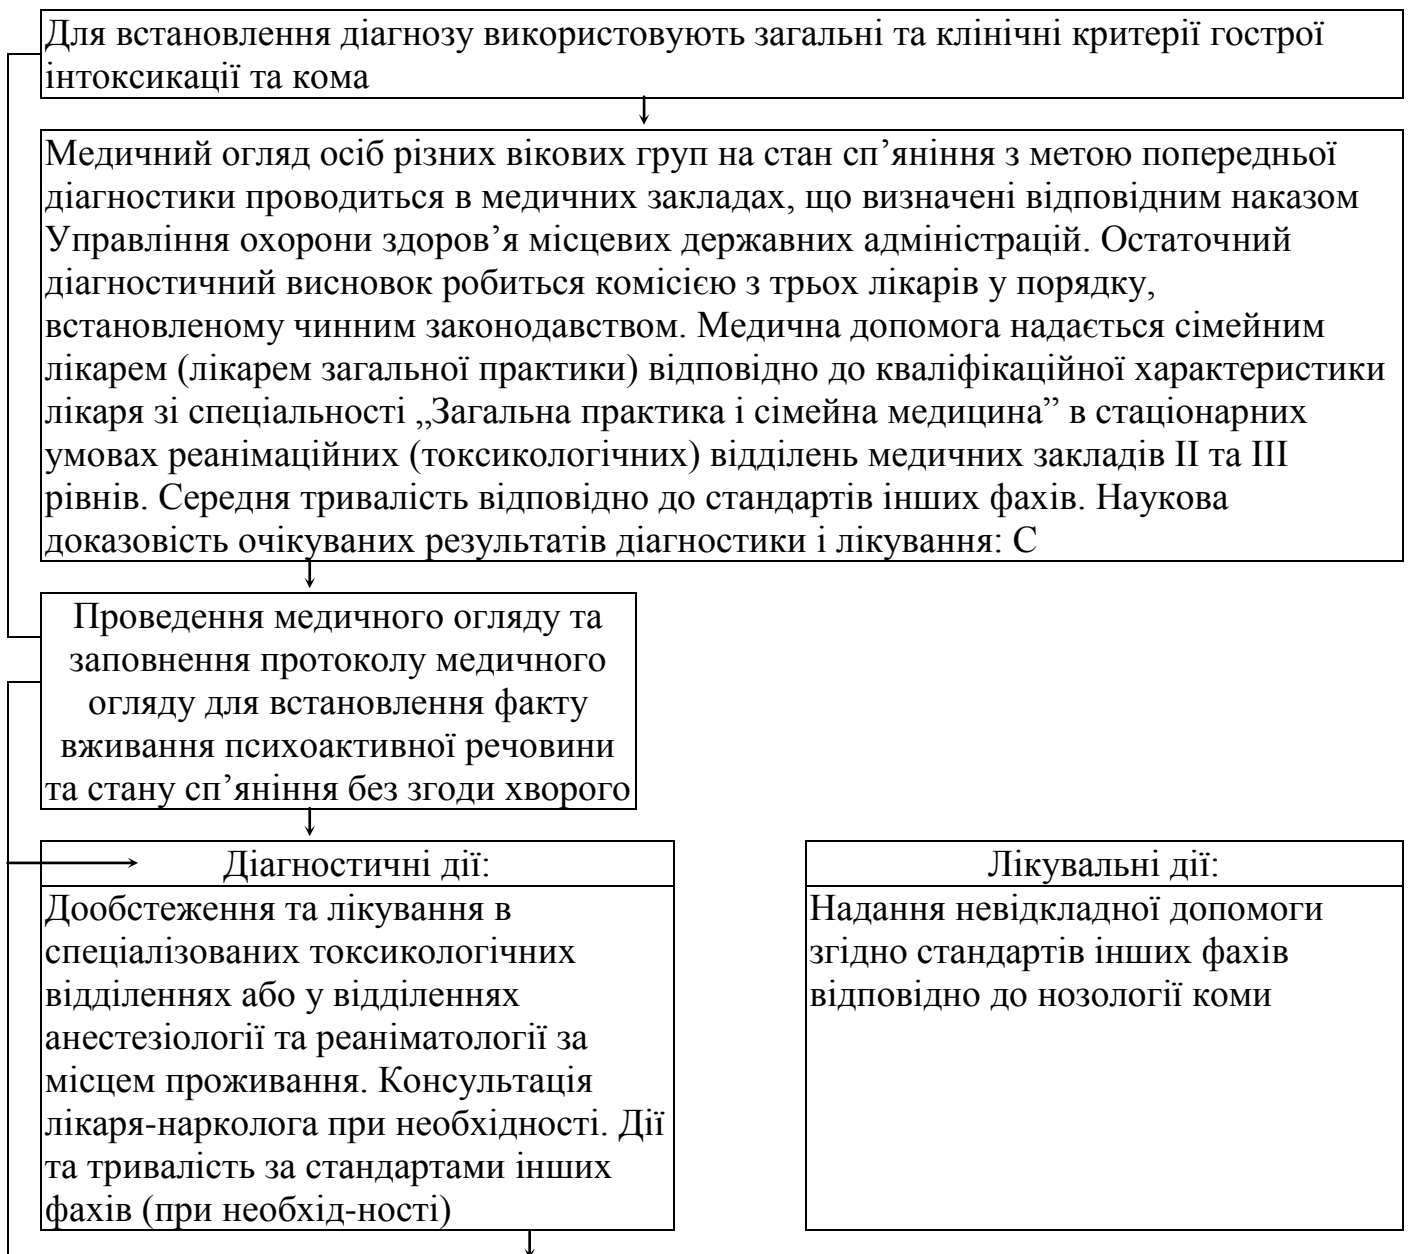 Для встановлення діагнозу використовують загальні та клінічні критерії гострої
інтоксикації та кома
Медичний огляд осіб різних вікових груп на стан сп’яніння з метою попередньої
діагностики проводиться в медичних закладах, що визначені відповідним наказом
Управління охорони здоров’я місцевих державних адміністрацій. Остаточний
діагностичний висновок робиться комісією з трьох лікарів у порядку,
встановленому чинним законодавством. Медична допомога надається сімейним
лікарем (лікарем загальної практики) відповідно до кваліфікаційної характеристики
лікаря зі спеціальності „Загальна практика і сімейна медицина” в стаціонарних
умовах реанімаційних (токсикологічних) відділень медичних закладів ІІ та ІІІ
рівнів. Середня тривалість відповідно до стандартів інших фахів. Наукова
доказовість очікуваних результатів діагностики і лікування: С
Проведення медичного огляду та
заповнення протоколу медичного
огляду для встановлення факту
вживання психоактивної речовини
та стану сп’яніння без згоди хворого
Діагностичні дії:
Дообстеження та лікування в
спеціалізованих токсикологічних
відділеннях або у відділеннях
анестезіології та реаніматології за
місцем проживання. Консультація
лікаря-нарколога при необхідності. Дії
та тривалість за стандартами інших
фахів (при необхід-ності)
Лікувальні дії:
Надання невідкладної допомоги
згідно стандартів інших фахів
відповідно до нозології коми